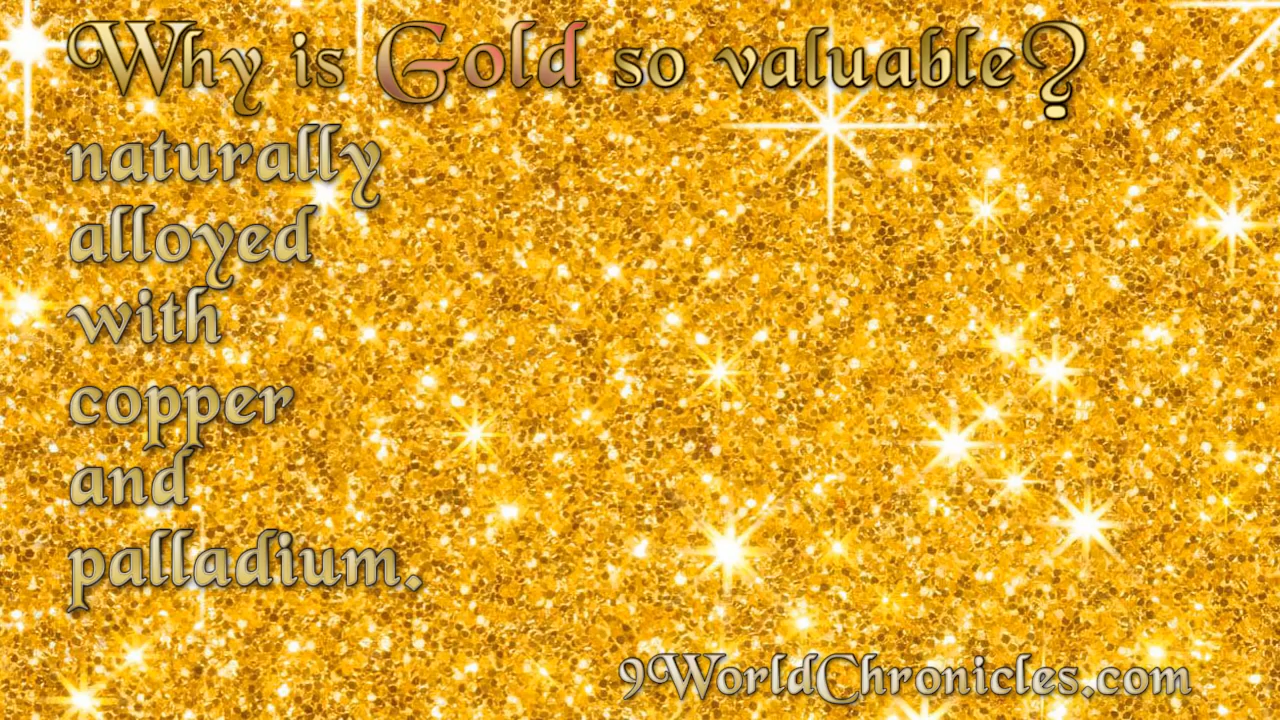 Why is Gold so valuable?
naturally
alloyed
with
copper
and
palladium.
9WorldChronicles.com